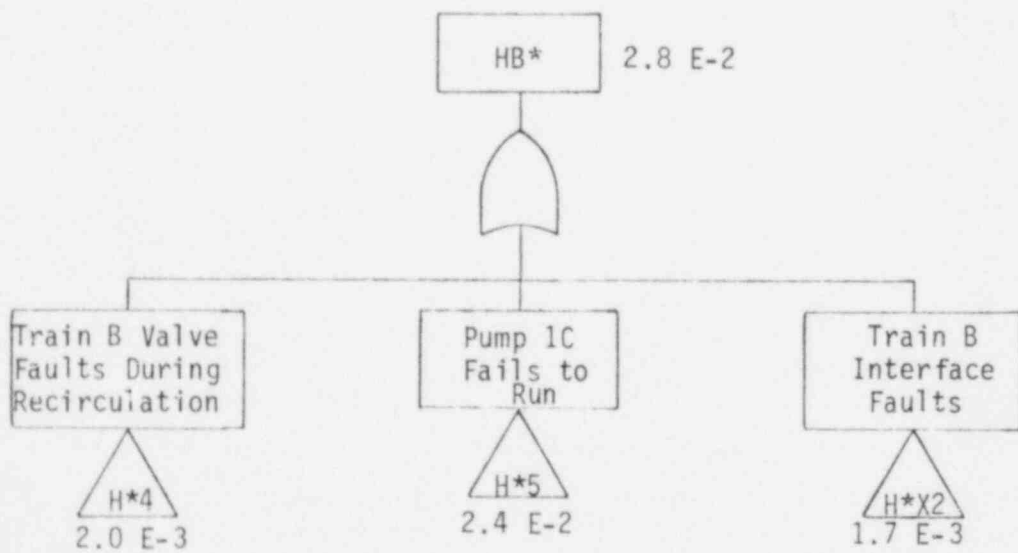 HB*
2.8 E-2
Train B Valve
Faults During
Recirculation
H*4
2.0 E-3
Pump 1C
Fails to
Run
H*5
2.4 E-2
Train B
Interface
Faults
H*X2
1.7 E-3